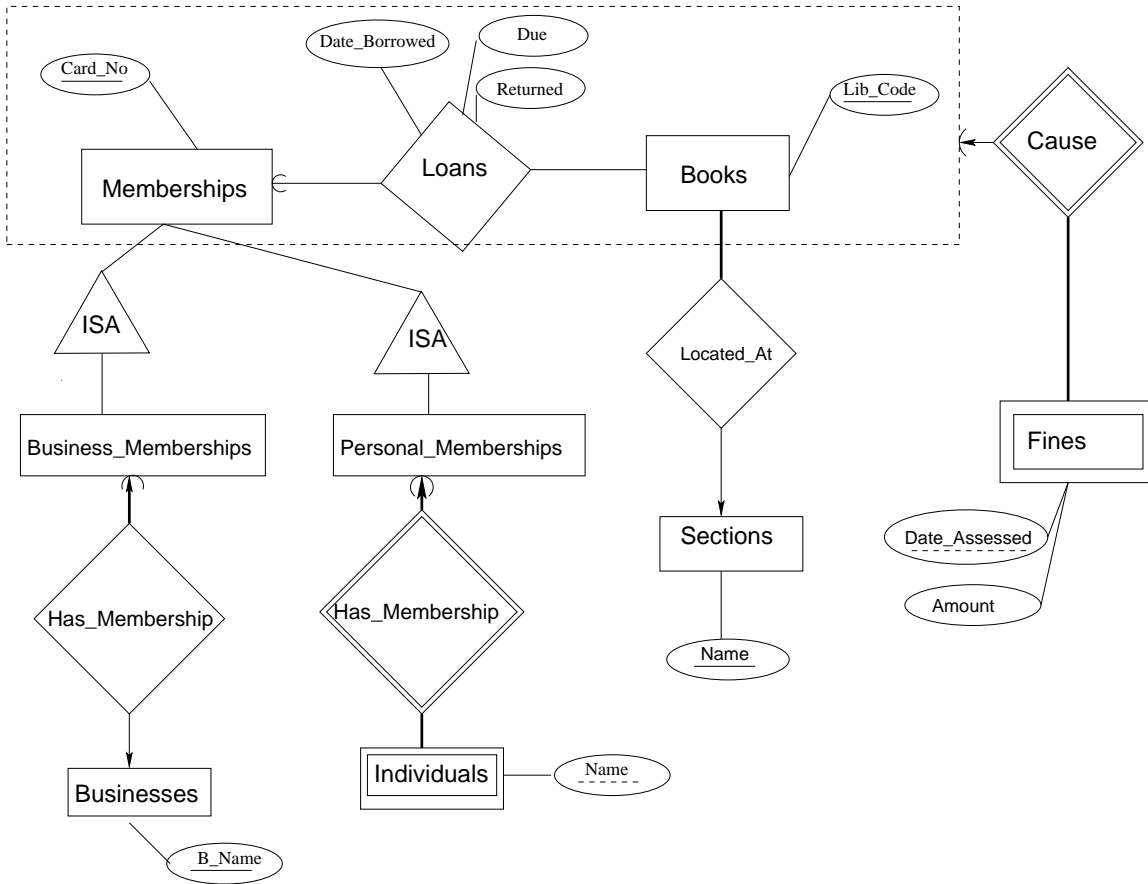 Date_Borrowed
Due
Card_No
Returned
Lib_Code
Cause
Loans
Books
Memberships
ISA
ISA
Located_At
Business_Memberships
Personal_Memberships
Fines
Sections
Date_Assessed
Has_Membership
Has_Membership
Amount
Name
Individuals
Name
Businesses
B_Name